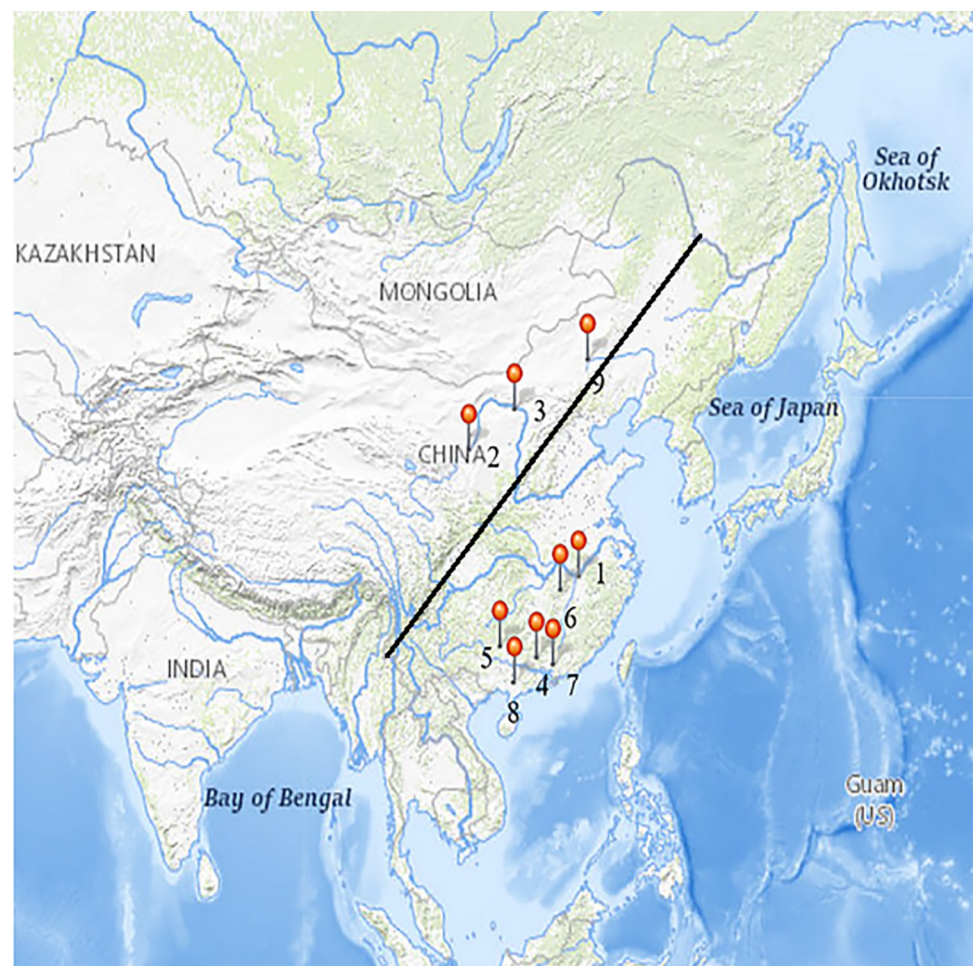 Sea of
Okhotsk
KAZAKHSTAN
MONGOLIA
9
3
Sea of Japan
CHINA
2
1
6
5
INDIA
4
7
8
Guam
(US)
Bay of Bengal